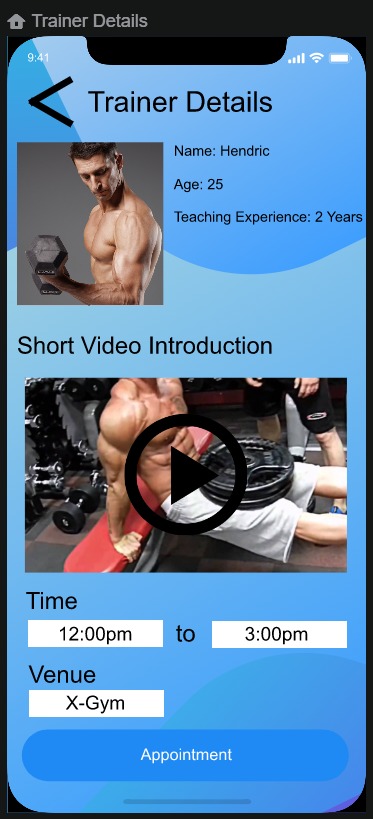 Trainer Details
9:41
Trainer Details
Name: Hendric
Age: 25
Teaching Experience: 2 Years
Short Video Introduction
Time
12:00pm to 3:00pm
Venue
X-Gym
Appointment